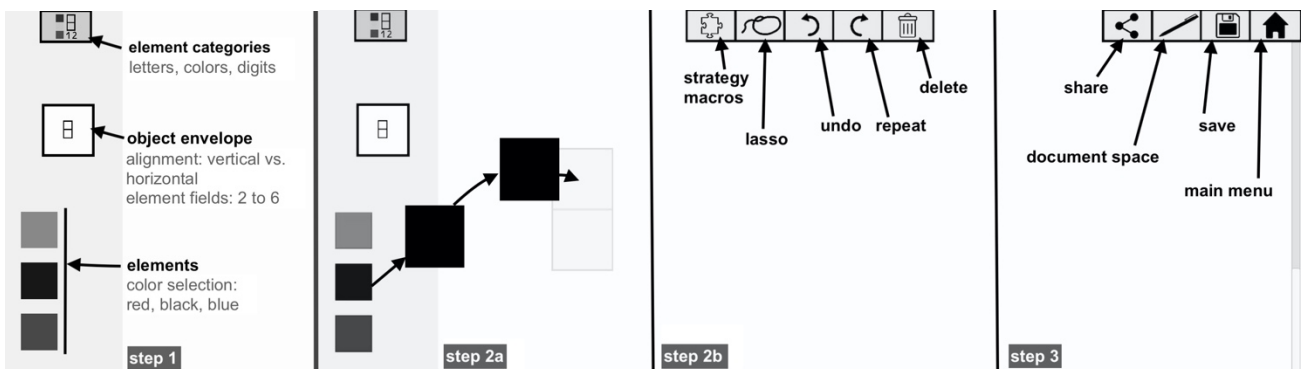 12
element categories
letters, colors, digits
object envelope
alignment: vertical vs.
horizontal
element fields: 2 to 6
elements
color selection:
red, black, blue
step 1
12
step 2a
strategy
macros
lasso
undo
repeat
delete
step 2b
share
document space
save
main menu
step 3